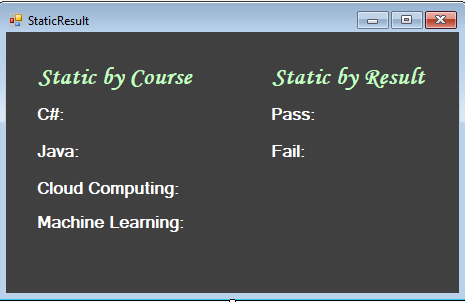 StaticResult
Static by Course
C#:
Java:
Cloud Computing:
Machine Learning:
Static by Result
Pass:
Fail: